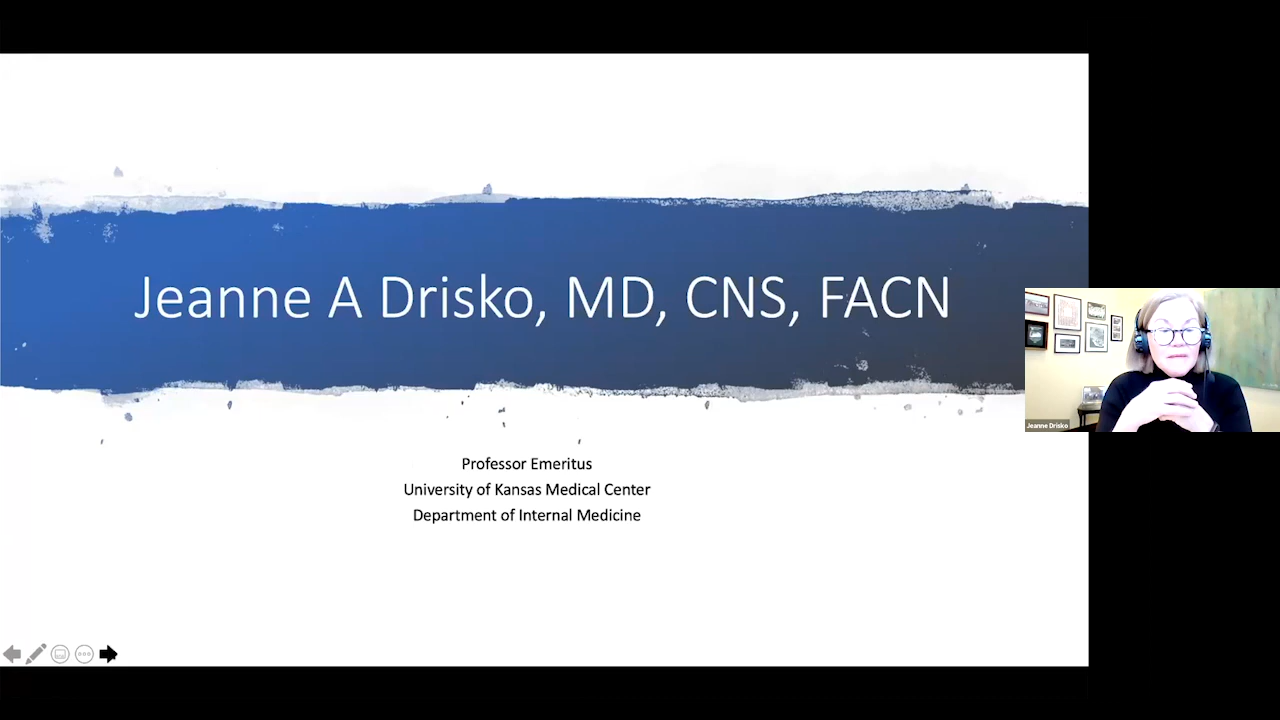 Jeanne A Drisko, MD, CNS, FACN
Professor Emeritus
University of Kansas Medical Center
Department of Internal Medicine
Jeanne Drisko